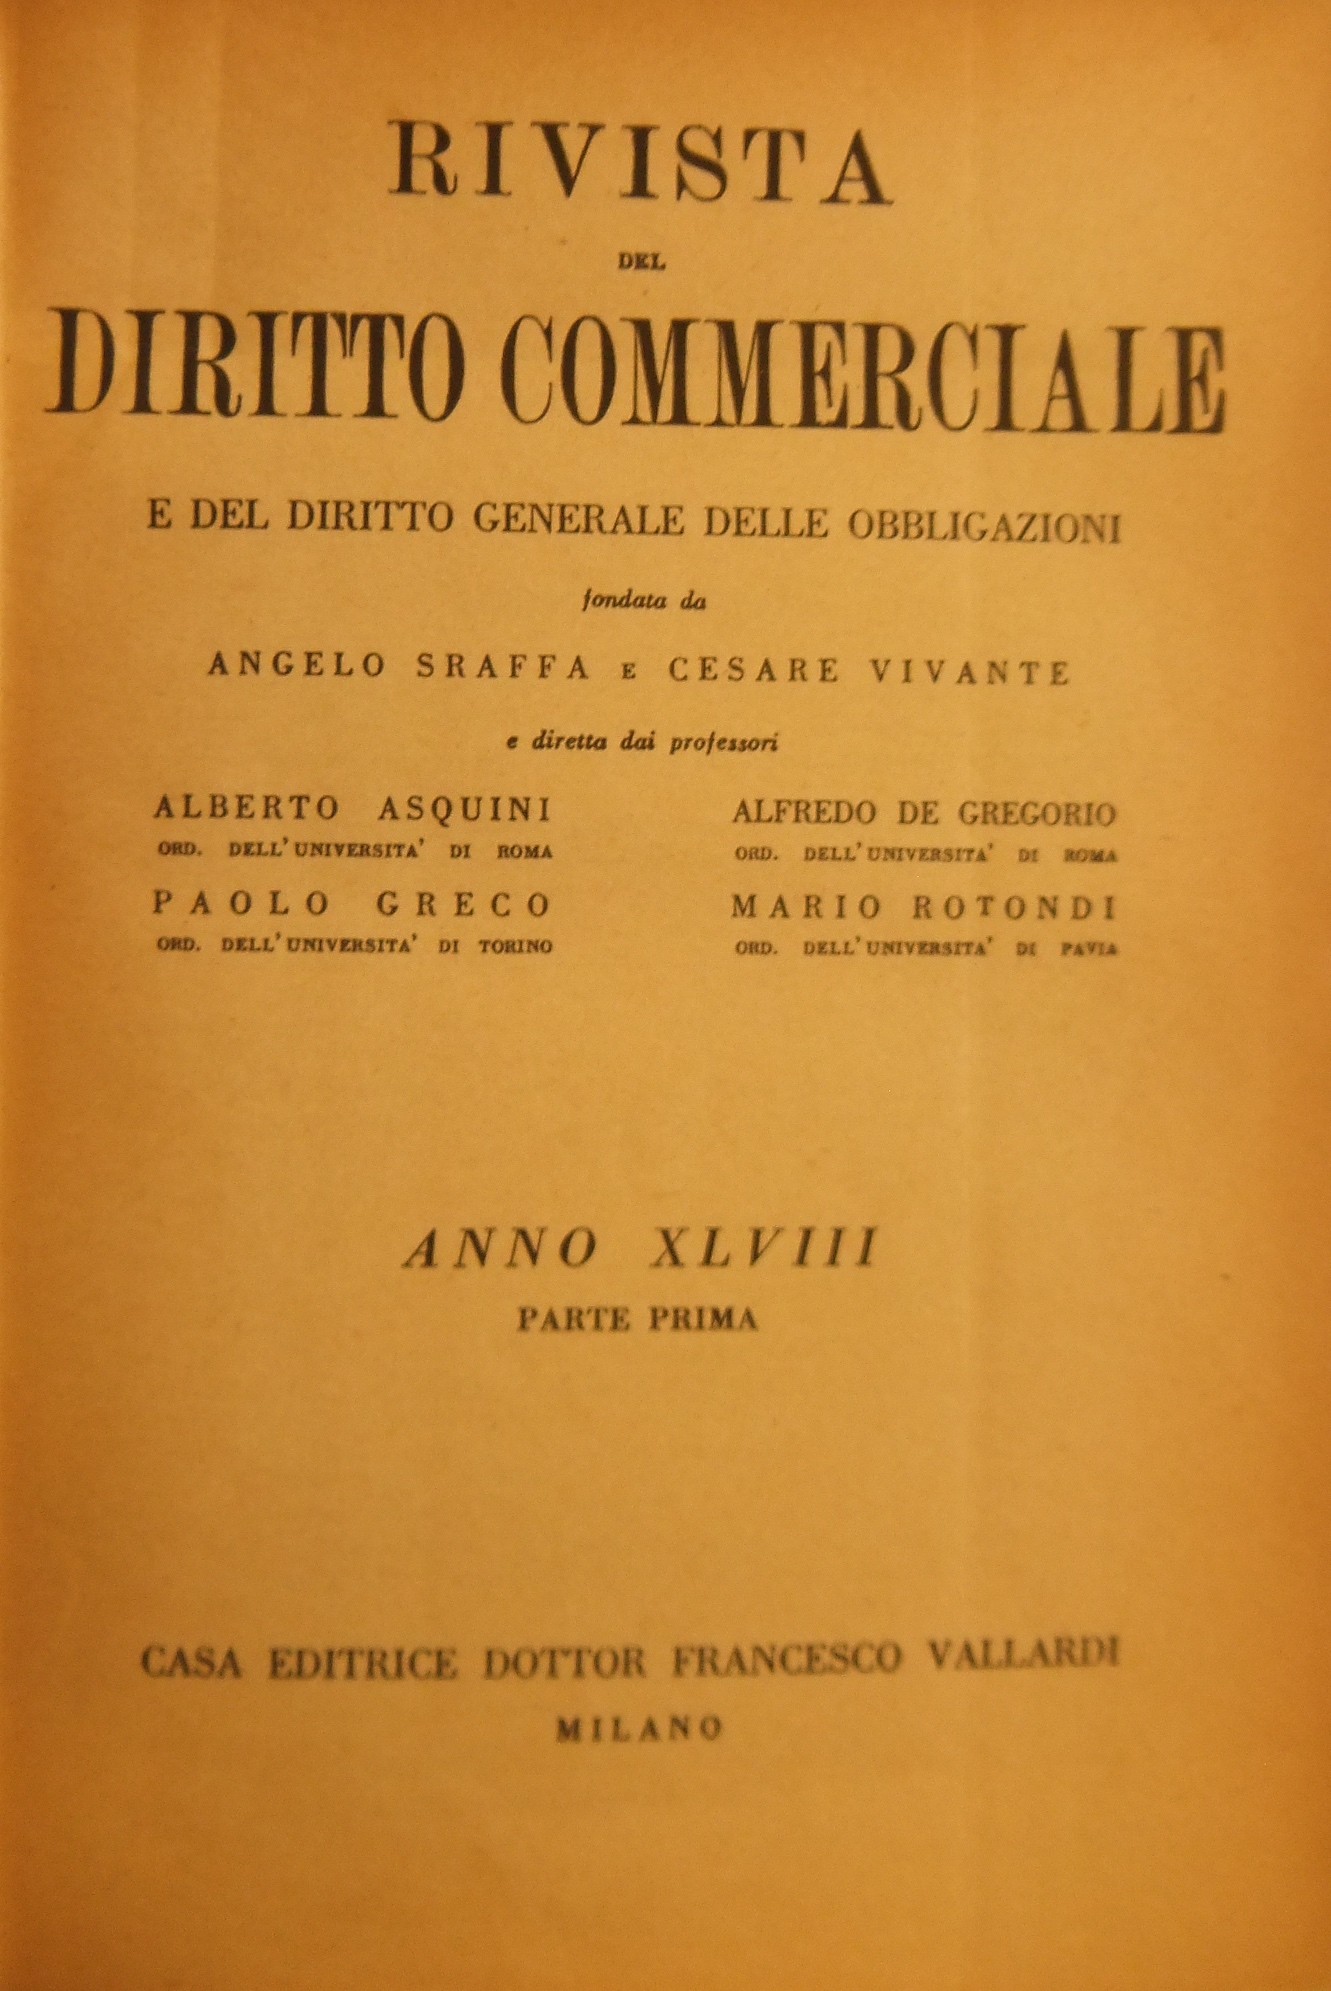 RIVISTA
DEL
DIRITTO COMMERCIALE
E DEL DIRITTO GENERALE DELLE OBBLIGAZIONI
fondata da
ANGELO SRAFFA E CESARE VIVANTE
e diretta dai professori
ALBERTO ASQUINI
ORD. DELL'UNIVERSITA' DI ROMA
PAOLO GRECO
ORD. DELL'UNIVERSITA' DI TORINO
ALFREDO DE GREGORIO
ORD. DELL'UNIVERSITA' DI ROMA
MARIO ROTONDI
ORD. DELL'UNIVERSITA' DI PAVIA
ANNO XLVIII
PARTE PRIMA
CASA EDITRICE DOTTOR FRANCESCO VALLARDI
MILANO